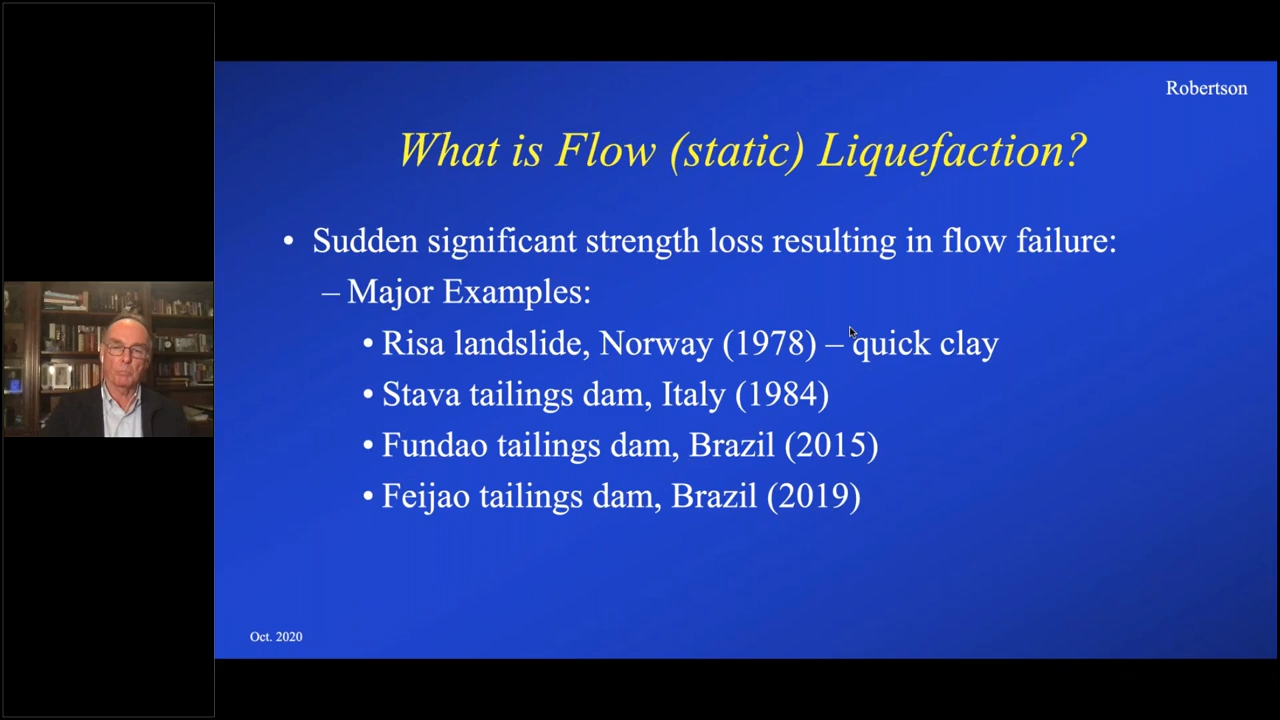 Robertson
What is Flow (static) Liquefaction?
• Sudden significant strength loss resulting in flow failure:
– Major Examples:
• Risa landslide, Norway (1978) – quick clay
• Stava tailings dam, Italy (1984)
• Fundao tailings dam, Brazil (2015)
• Feijao tailings dam, Brazil (2019)
Oct. 2020